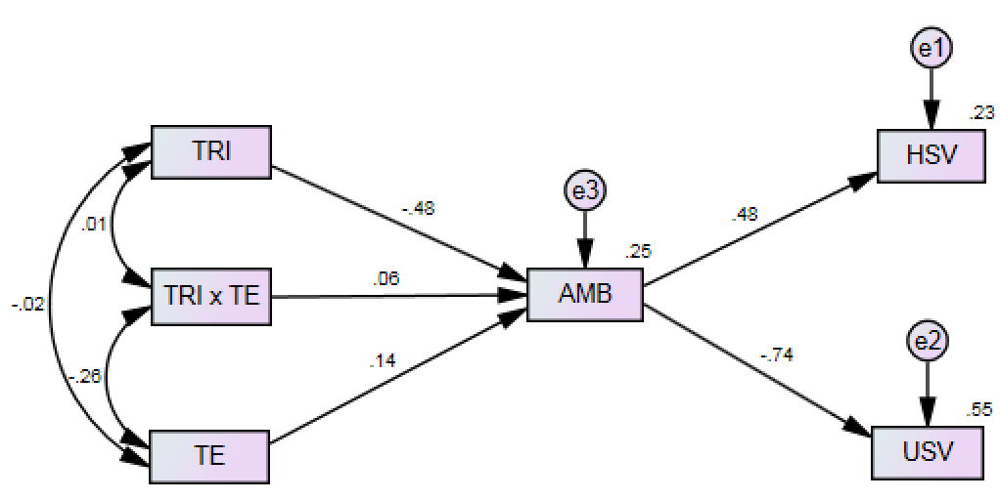 e1
.23
HSV
TRI
e3
-.48
.48
.01
.25
TRI x TE
.06
AMB
-.02
e2
-.74
.14
-.26
.55
TE
USV